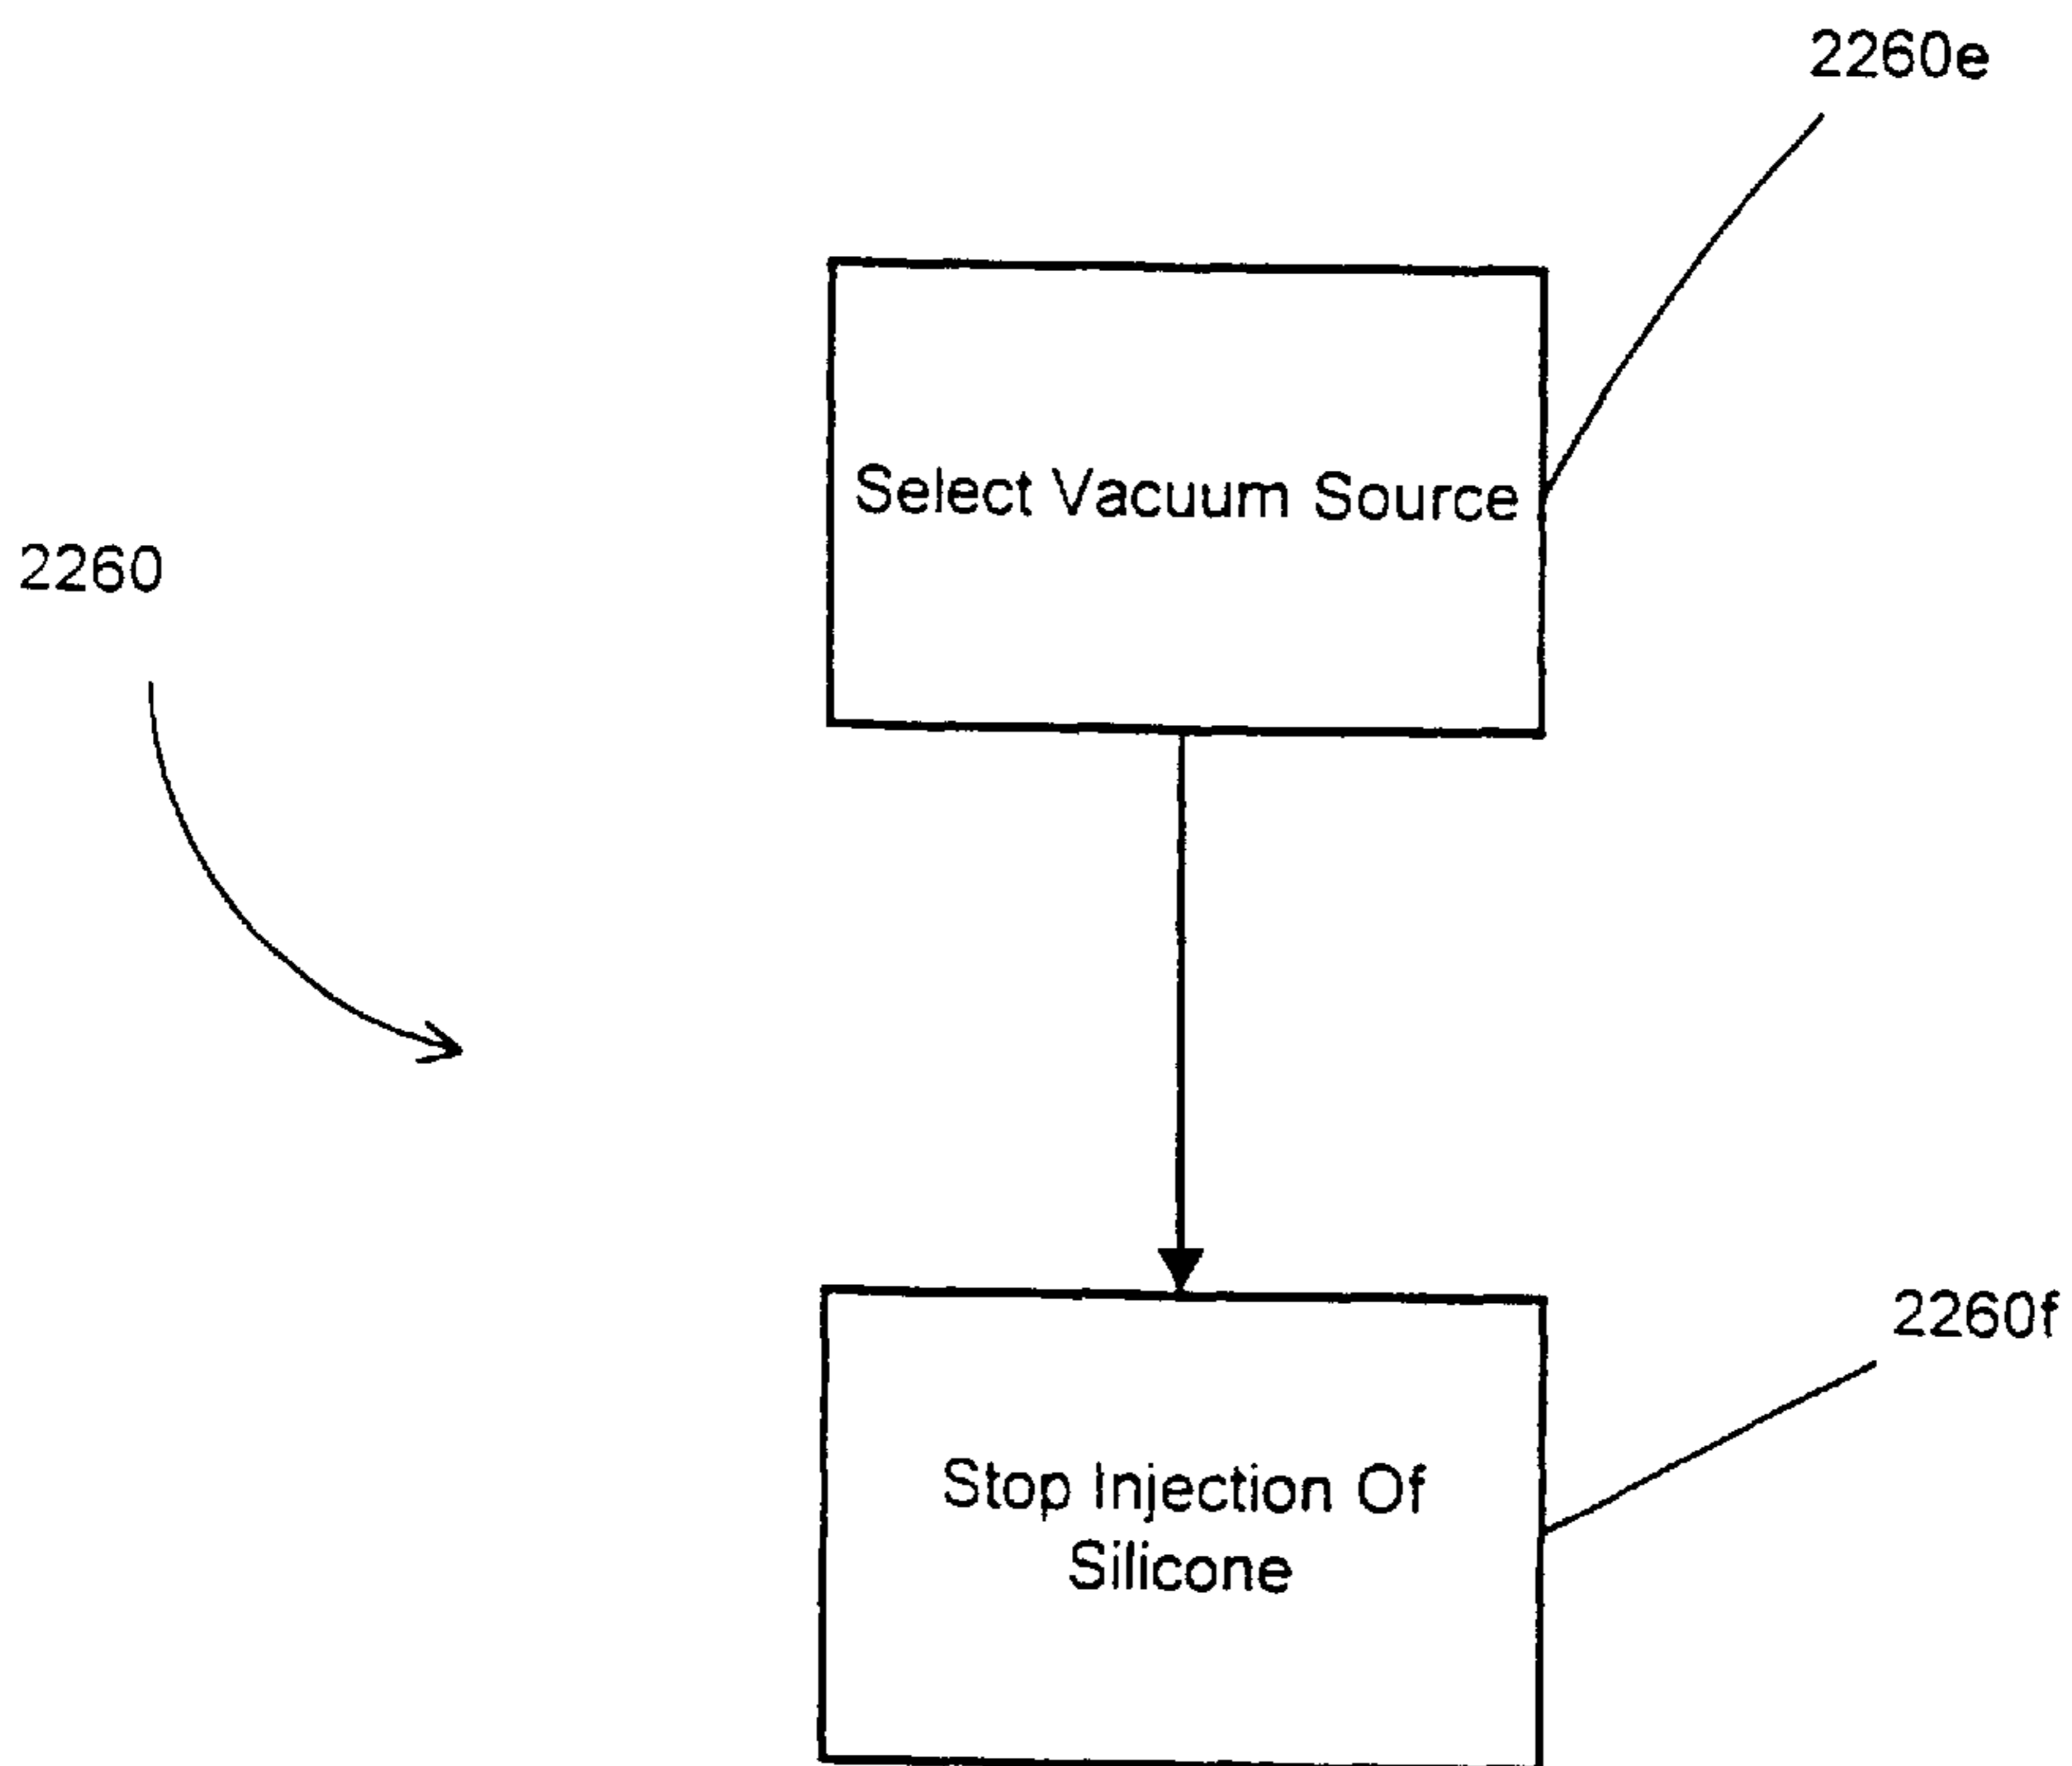 2260e
Select Vacuum Source
2260
2260f
Stop Injection Of
Silicone